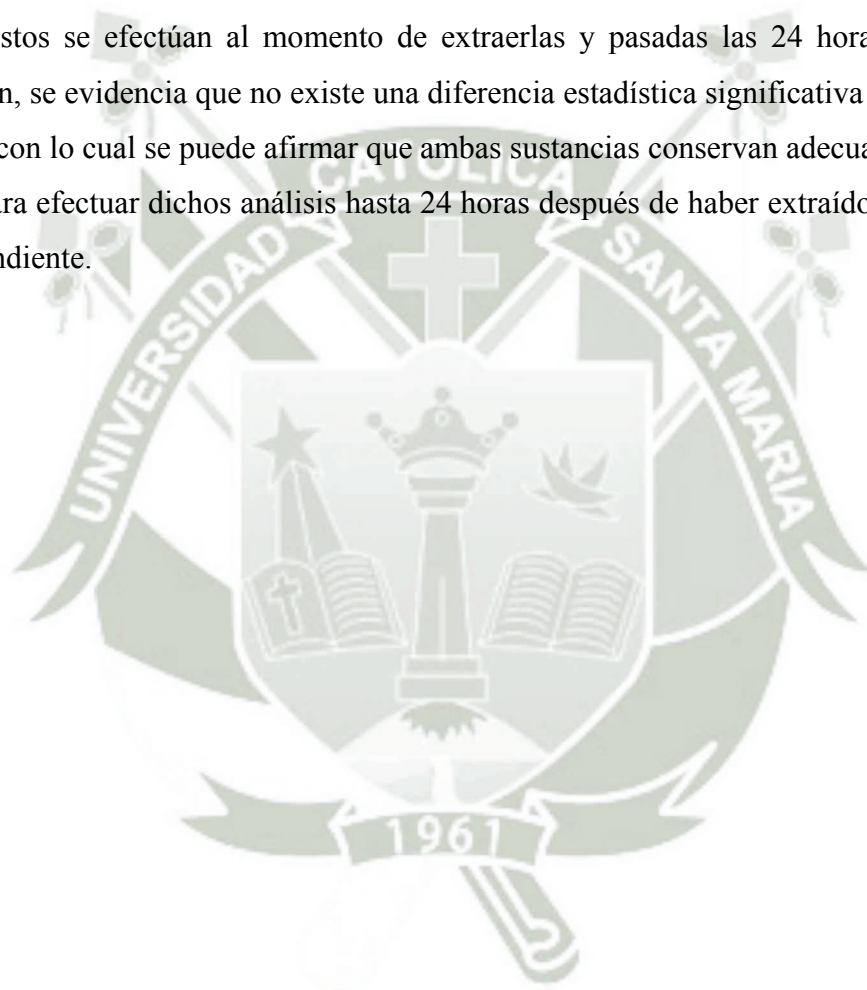 stos se efectúan al momento de extraerlas y pasadas las 24 hora
n, se evidencia que no existe una diferencia estadística significativa
con lo cual se puede afirmar que ambas sustancias conservan adecua
ra efectuar dichos análisis hasta 24 horas después de haber extraído
ndiente.
UNIVERSIDAD CATOLICA SANTA MARIA
1961